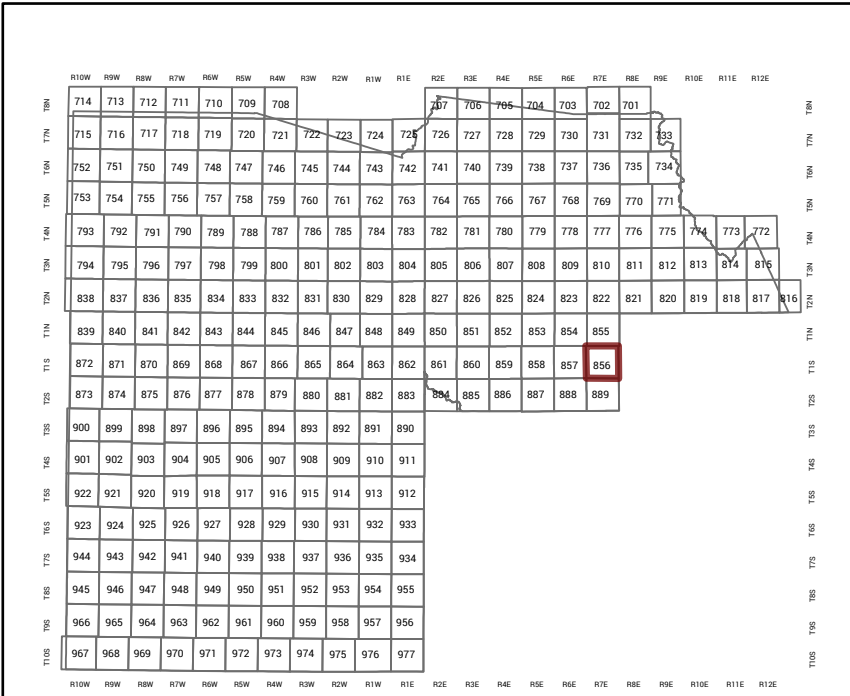 R10W R9W R8W R7W R6W R5W R4W R3W R2W R1W R1E R2E R3E R4E R5E R6E R7E R8E R9E R10E R11E R12E
T8N 714 713 712 711 710 709 708 707 706 705 704 703 702 701 T8N
T7N 715 716 717 718 719 720 721 722 723 724 725 726 727 728 729 730 731 732 733 T7N
T6N 752 751 750 749 748 747 746 745 744 743 742 741 740 739 738 737 736 735 734 T6N
T5N 753 754 755 756 757 758 759 760 761 762 763 764 765 766 767 768 769 770 771 T5N
T4N 793 792 791 790 789 788 787 786 785 784 783 782 781 780 779 778 777 776 775 774 773 772 T4N
T3N 794 795 796 797 798 799 800 801 802 803 804 805 806 807 808 809 810 811 812 813 814 815 T3N
T2N 838 837 836 835 834 833 832 831 830 829 828 827 826 825 824 823 822 821 820 819 818 817 816 T2N
T1N 839 840 841 842 843 844 845 846 847 848 849 850 851 852 853 854 855 T1N
T1S 872 871 870 869 868 867 866 865 864 863 862 861 860 859 858 857 856 T1S
T2S 873 874 875 876 877 878 879 880 881 882 883 884 885 886 887 888 889 T2S
T3S 900 899 898 897 896 895 894 893 892 891 890 T3S
T4S 901 902 903 904 905 906 907 908 909 910 911 T4S
T5S 922 921 920 919 918 917 916 915 914 913 912 T5S
T6S 923 924 925 926 927 928 929 930 931 932 933 T6S
T7S 944 943 942 941 940 939 938 937 936 935 934 T7S
T8S 945 946 947 948 949 950 951 952 953 954 955 T8S
T9S 966 965 964 963 962 961 960 959 958 957 956 T9S
T10S 967 968 969 970 971 972 973 974 975 976 977 T10S
R10W R9W R8W R7W R6W R5W R4W R3W R2W R1W R1E R2E R3E R4E R5E R6E R7E R8E R9E R10E R11E R12E